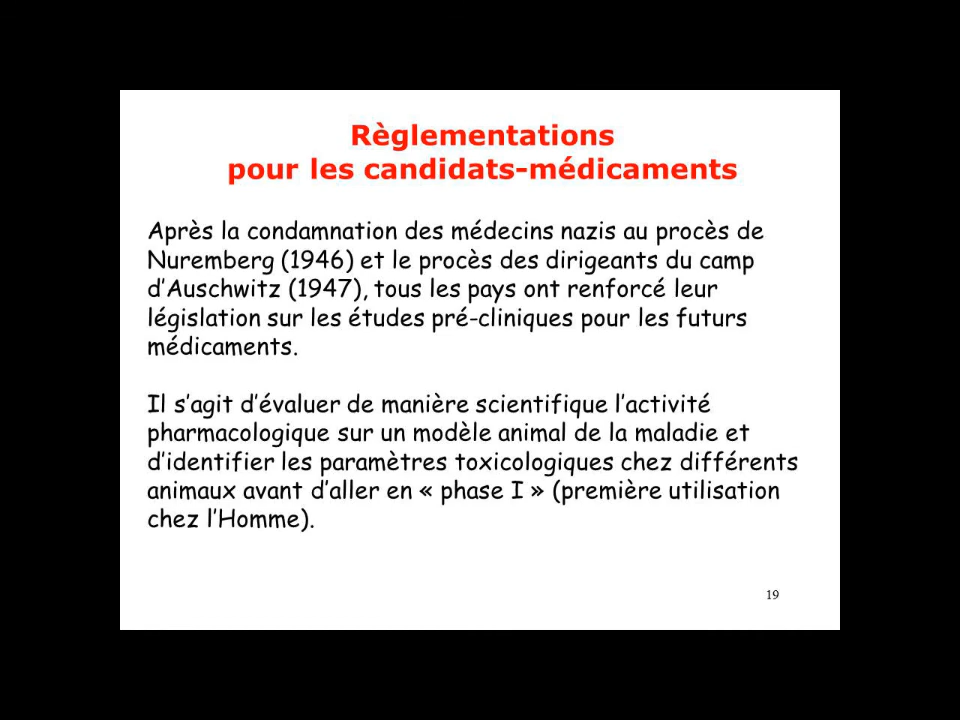 Règlementations
pour les candidats-médicaments
Après la condamnation des médecins nazis au procès de
Nuremberg (1946) et le procès des dirigeants du camp
d'Auschwitz (1947), tous les pays ont renforcé leur
législation sur les études pré-cliniques pour les futurs
médicaments.
Il s'agit d'évaluer de manière scientifique l'activité
pharmacologique sur un modèle animal de la maladie et
d'identifier les paramètres toxicologiques chez différents
animaux avant d'aller en « phase I » (première utilisation
chez l'Homme).
19